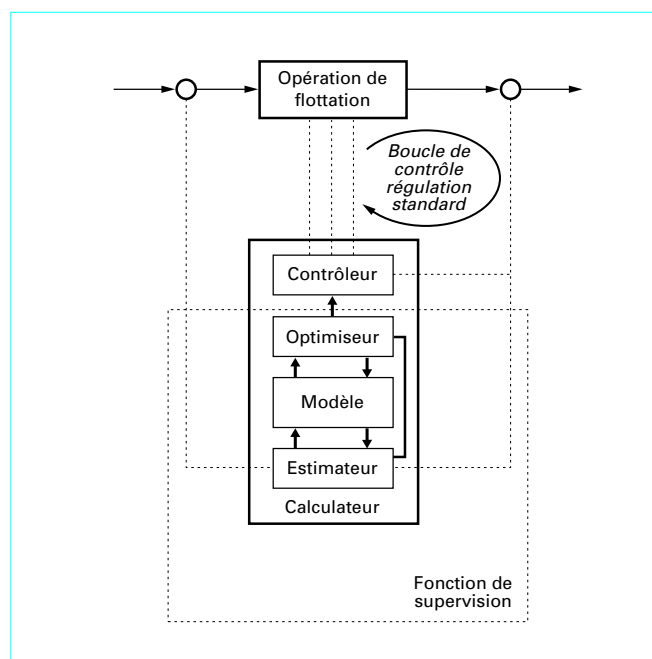 Opération de
flottation
Boucle de
contrôle
régulation
standard
Contrôleur
Optimiseur
Modèle
Estimateur
Calculateur
Fonction de
supervision